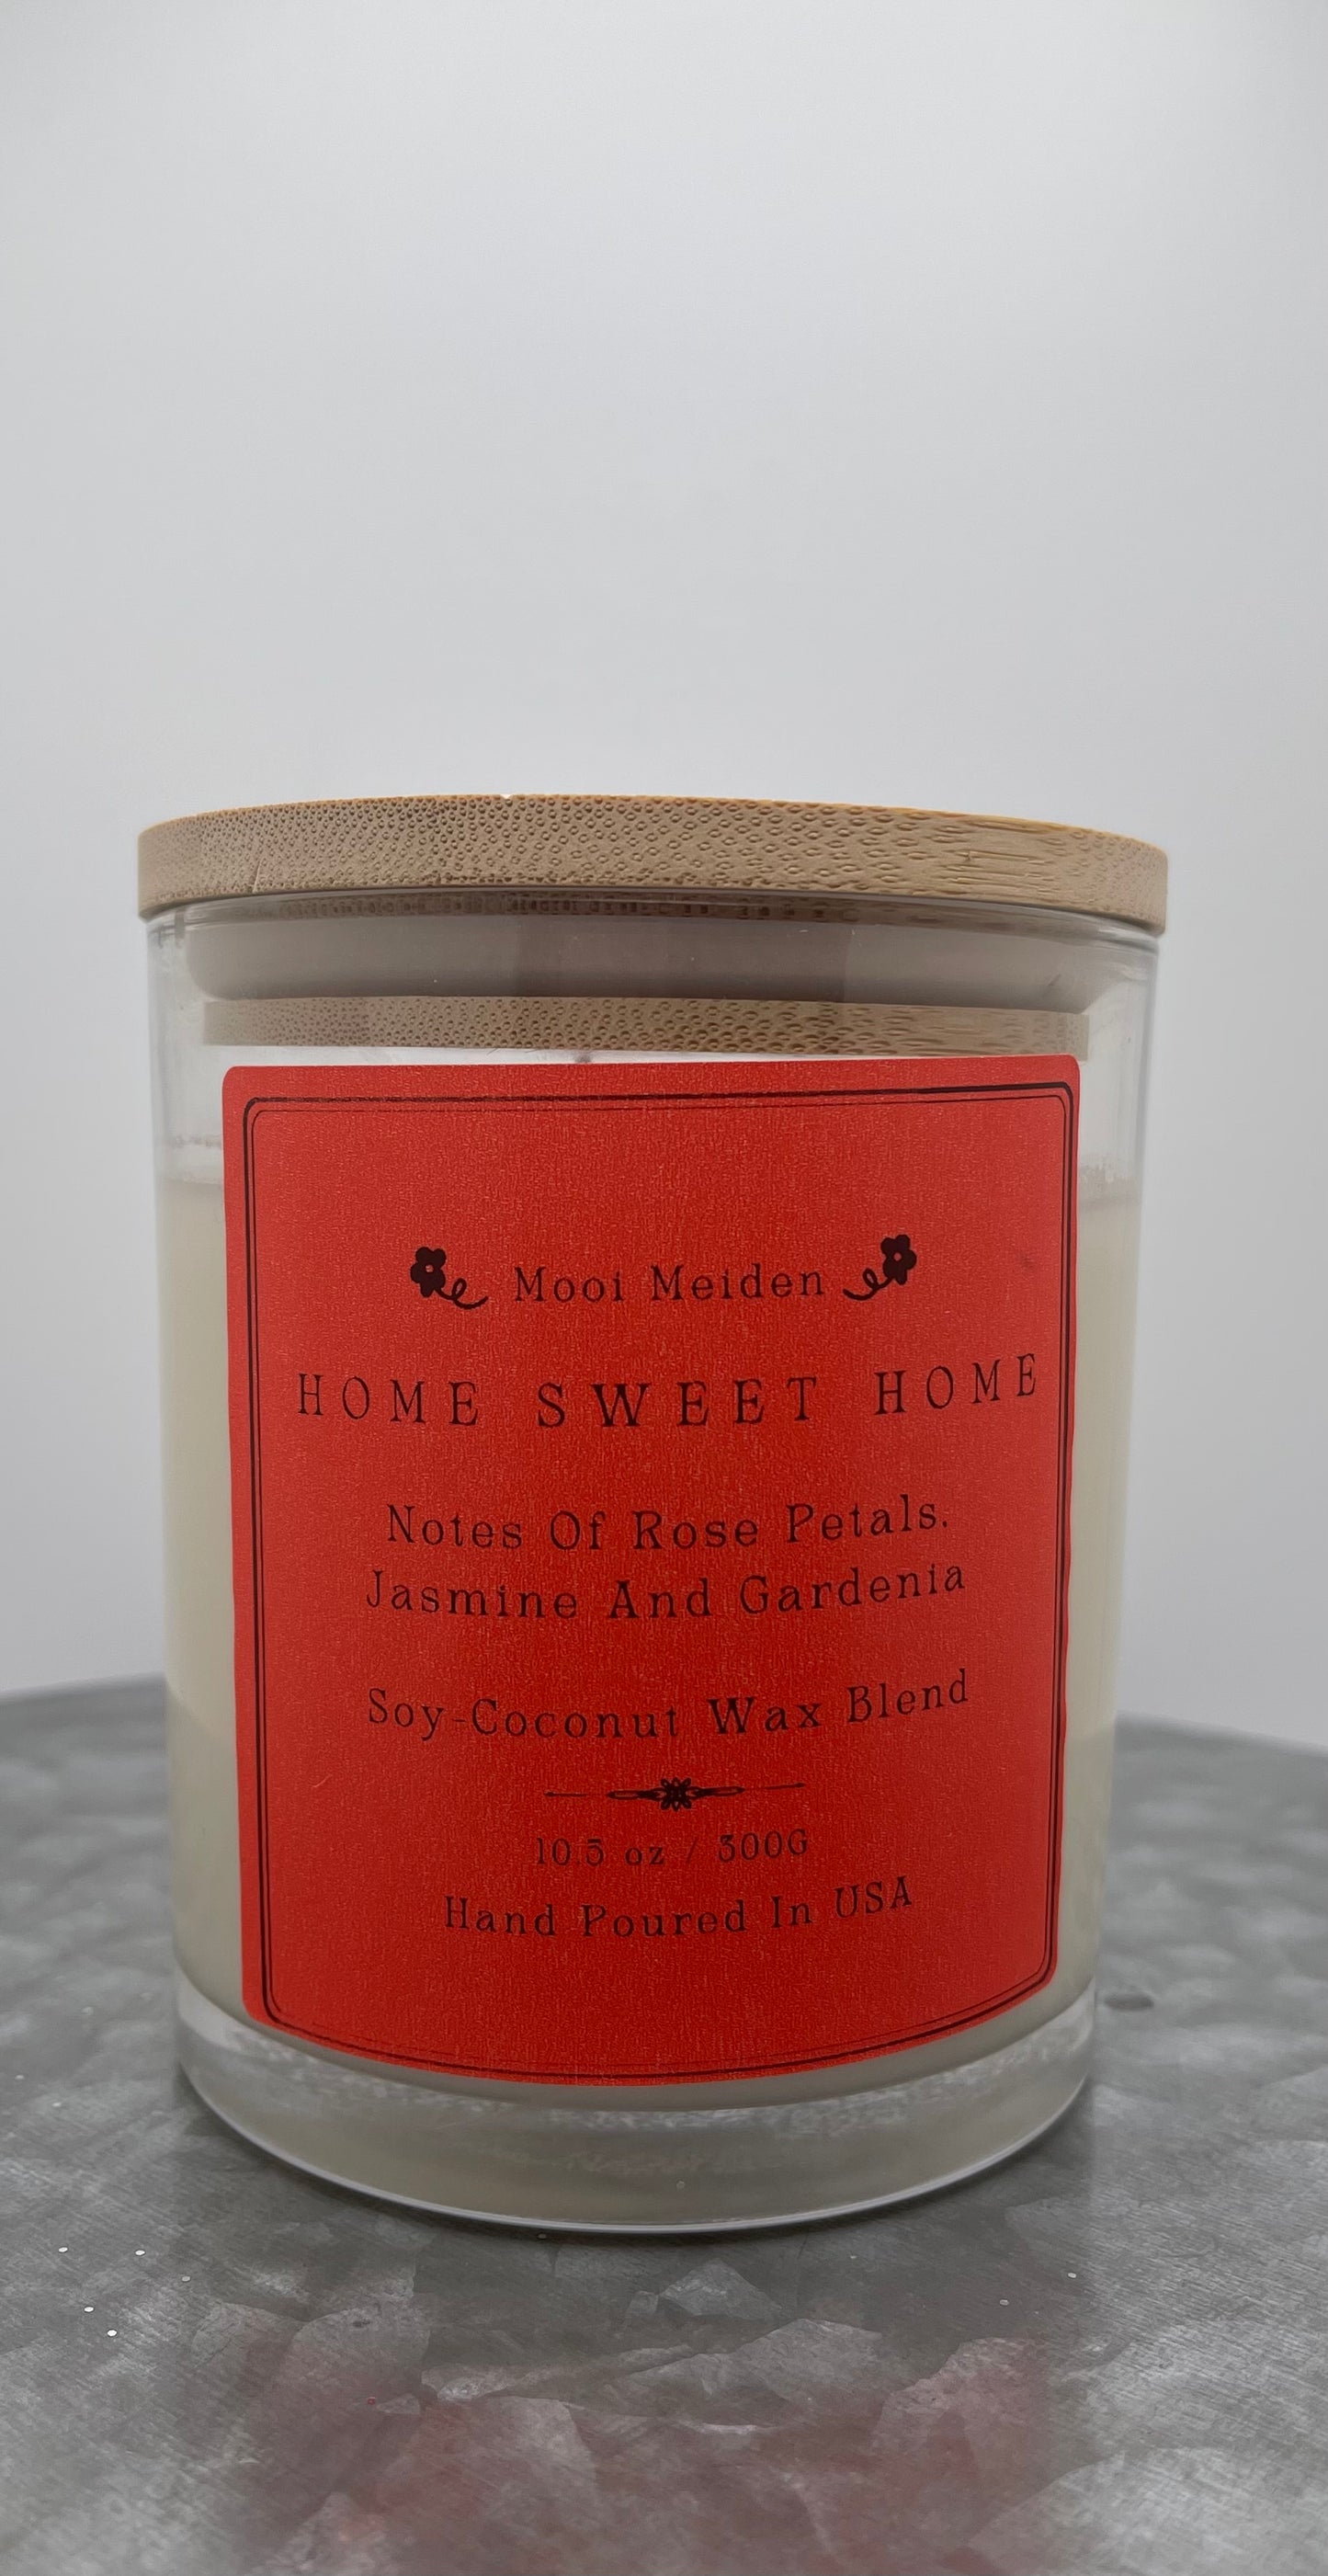 Mooi Meiden
HOME SWEET HOME
Notes Of Rose Petals.
Jasmine And Gardenia
Soy-Coconut Wax Blend
10.5 oz / 300G
Hand Poured In USA